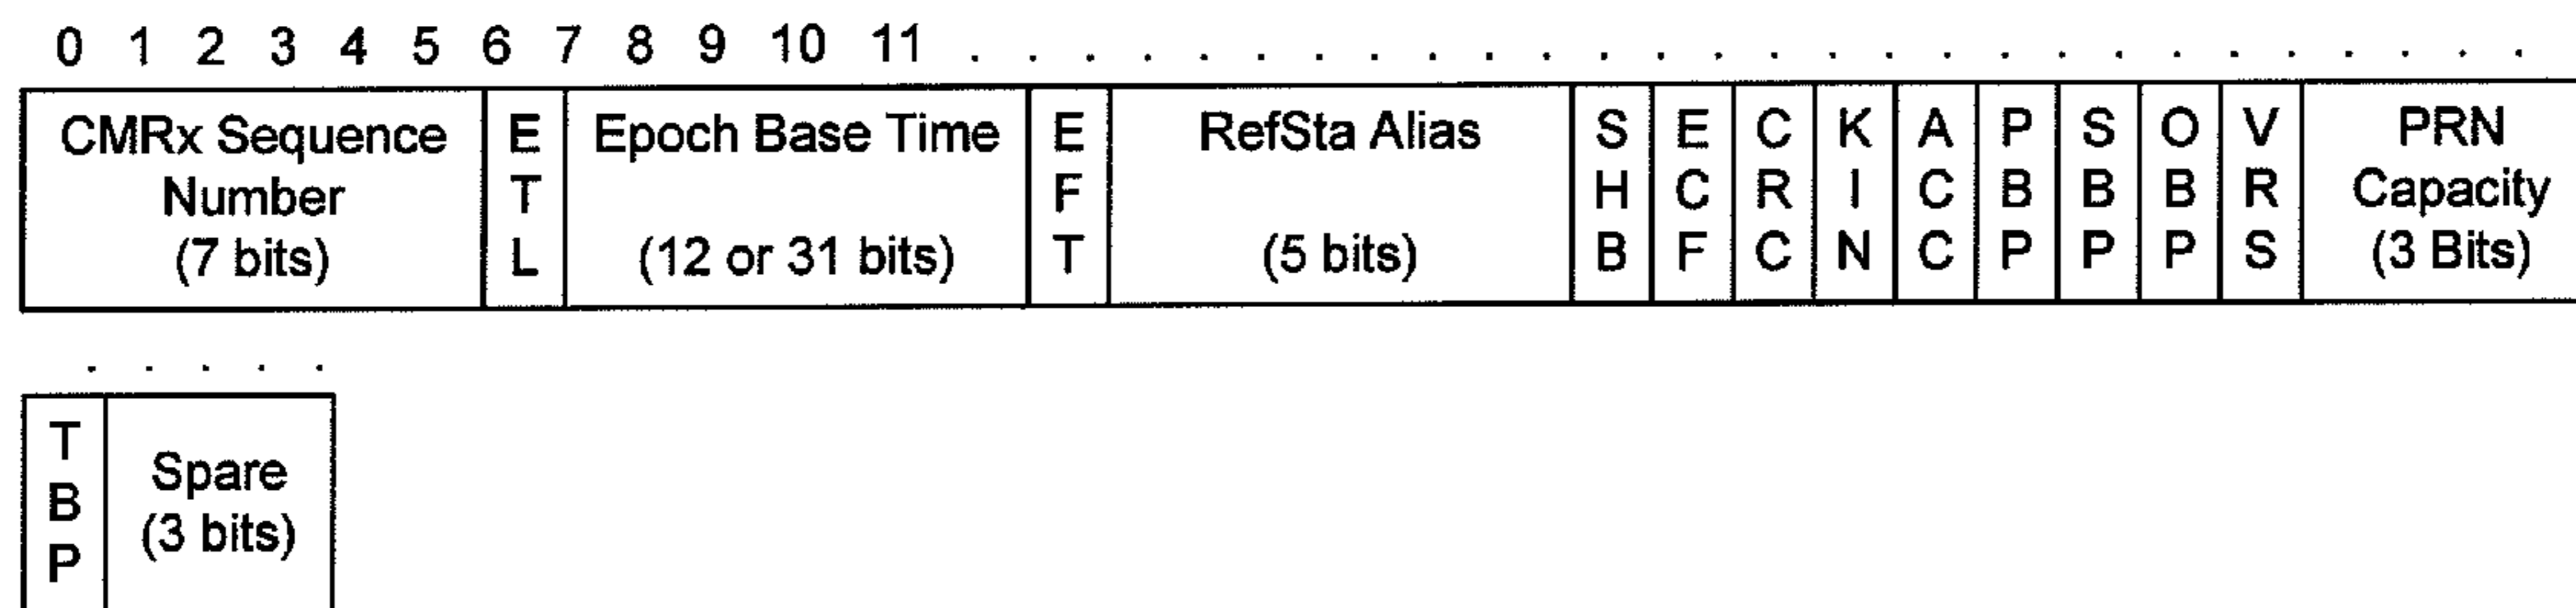 0 1 2 3 4 5 6 7 8 9 10 11 . . . . . . . . . . . . . . . . . . . . . . . . . . . .
CMRx Sequence
Number
(7 bits)
E
T
L
Epoch Base Time
(12 or 31 bits)
E
F
T
RefSta Alias
(5 bits)
S
H
B
E
C
F
C
R
C
K
I
N
A
C
C
P
B
P
S
B
P
O
B
P
V
R
S
PRN
Capacity
(3 Bits)
. . . . .
T
B
P
Spare
(3 bits)